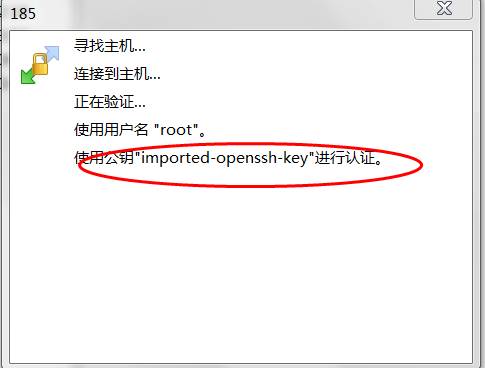 185
寻找主机...
连接到主机...
正在验证...
使用用户名 "root"。
使用公钥"imported-openssh-key"进行认证。